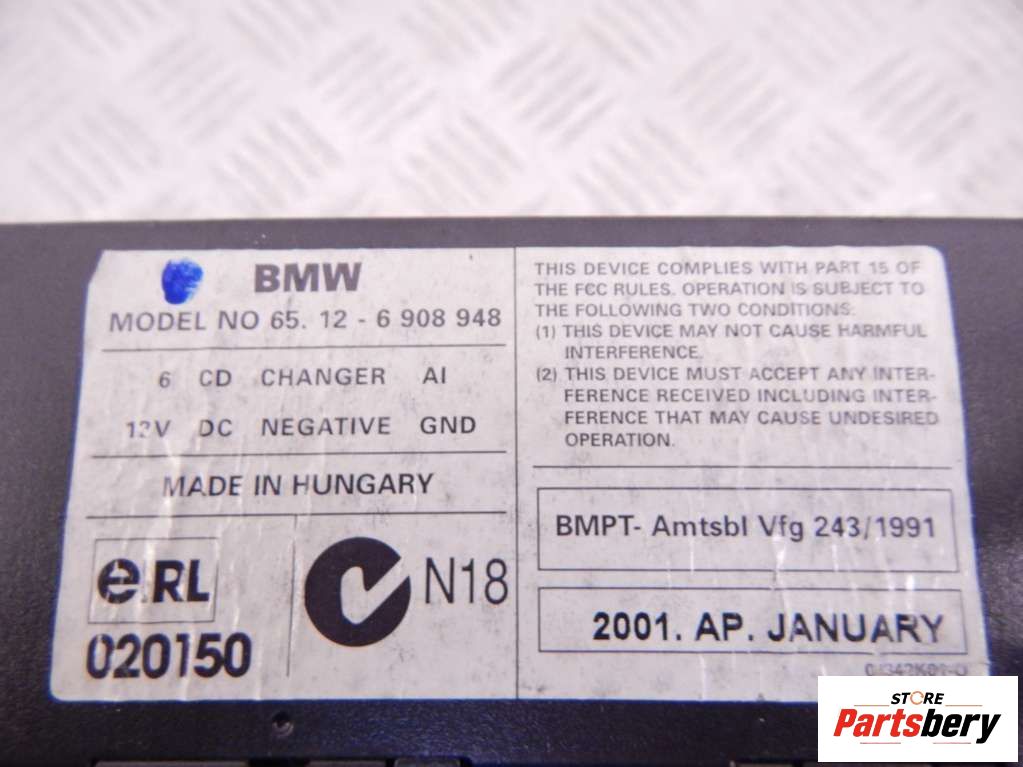 BMW
MODEL NO 65. 12 - 6 908 948
6 CD CHANGER AI
12V DC NEGATIVE GND
MADE IN HUNGARY
e RL
020150
N18
THIS DEVICE COMPLIES WITH PART 15 OF
THE FCC RULES. OPERATION IS SUBJECT TO
THE FOLLOWING TWO CONDITIONS:
(1) THIS DEVICE MAY NOT CAUSE HARMFUL
INTERFERENCE.
(2) THIS DEVICE MUST ACCEPT ANY INTER-
FERENCE RECEIVED INCLUDING INTER-
FERENCE THAT MAY CAUSE UNDESIRED
OPERATION.
BMPT- Amtsbl Vfg 243/1991
2001. AP. JANUARY
STORE
Partsbery